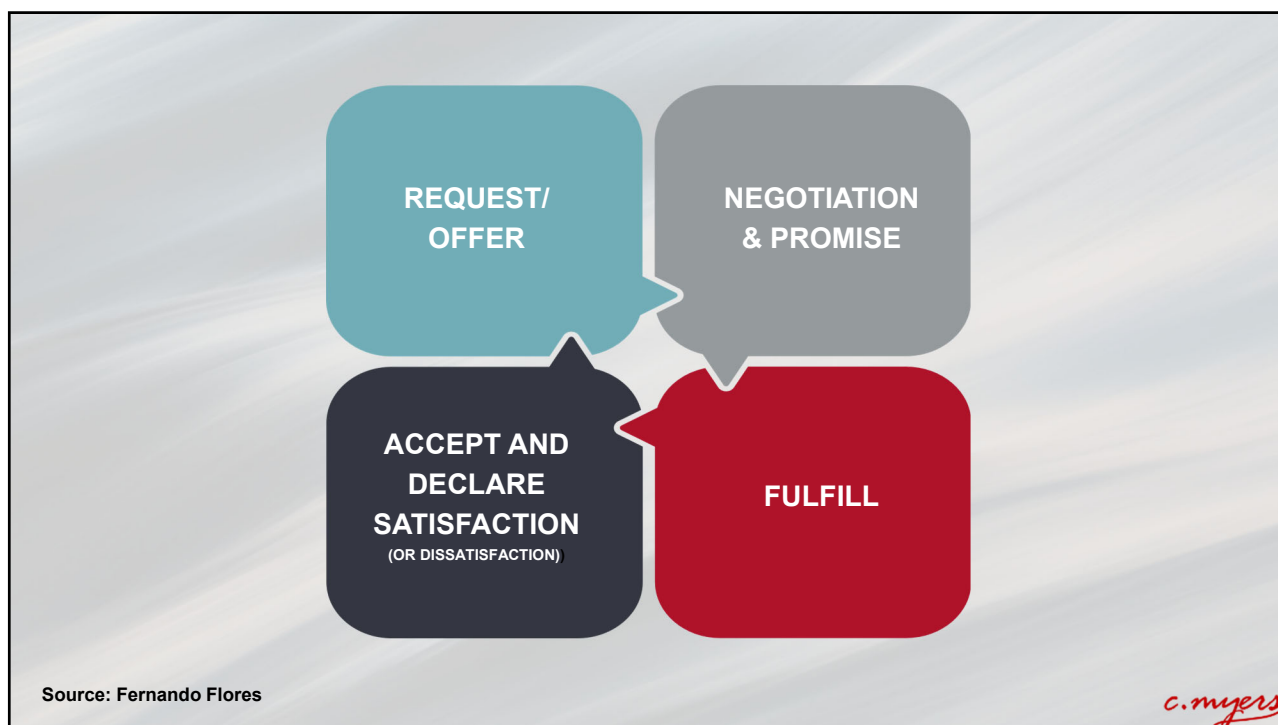 REQUEST/
OFFER
NEGOTIATION
& PROMISE
ACCEPT AND
DECLARE
SATISFACTION
(OR DISSATISFACTION))
FULFILL
Source: Fernando Flores
c.myers